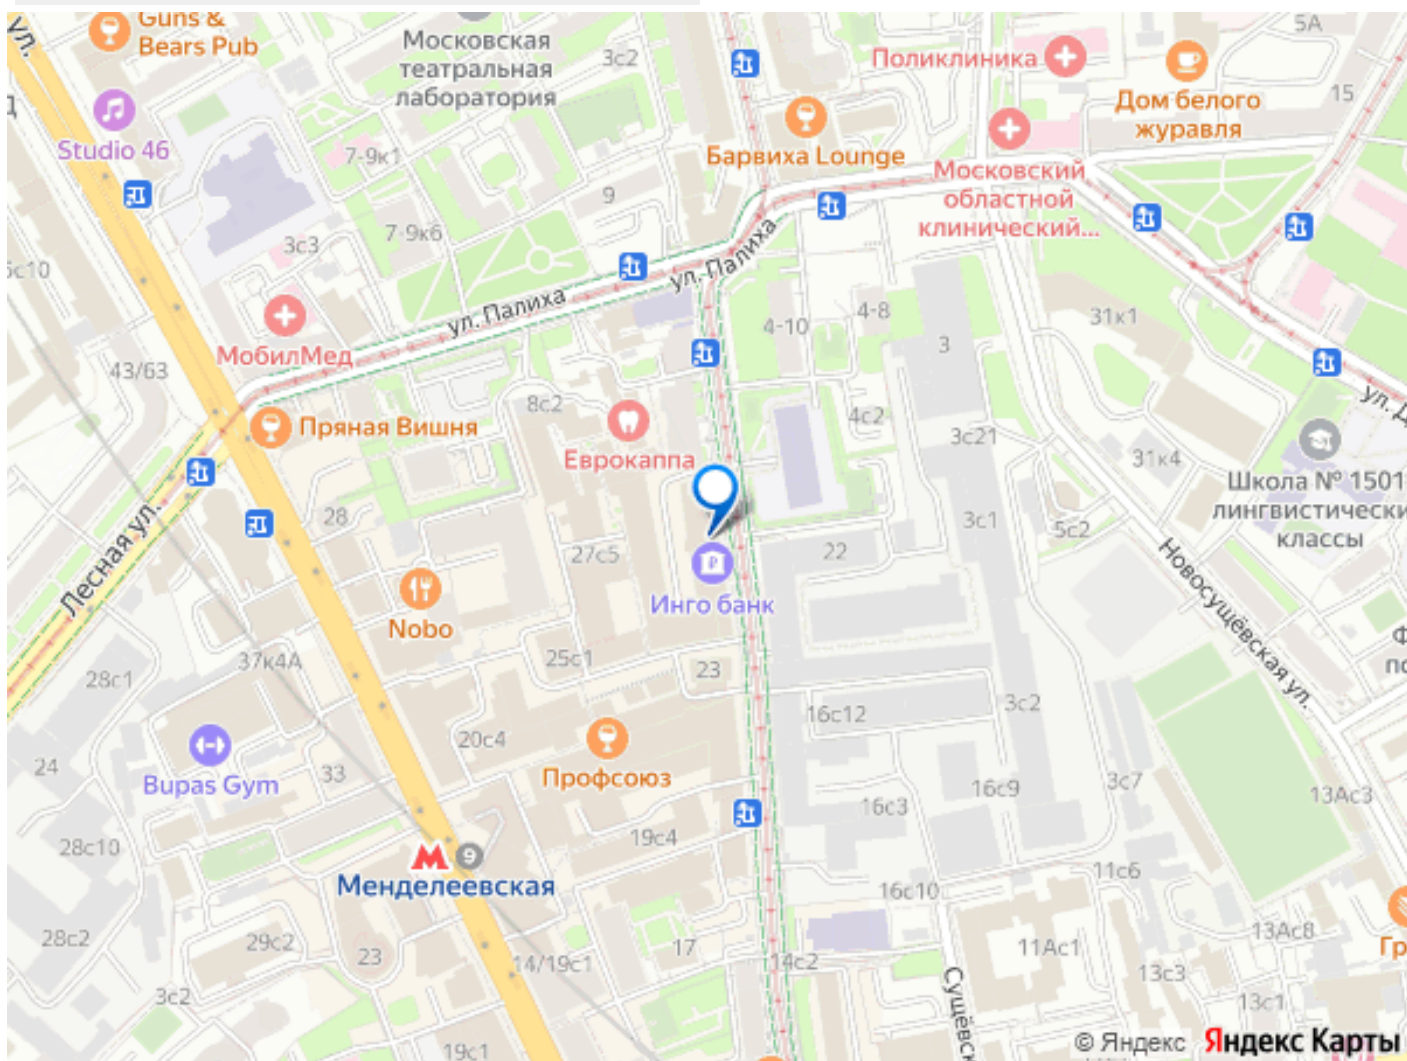 ул.
Guns &
Bears Pub
Московская
театральная
лаборатория
3с2
Поликлиника
5А
Дом белого
журавля
15
Studio 46
7-9к1
Барвиха Lounge
Московский
областной
клинический...
9
7-9к6
3с3
ул. Палиха
ул. Палиха
4-10
4-8
3
31к1
МобилМед
43/63
8с2
Пряная Вишня
Еврокаппа
4с2
3с21
31к4
Школа № 1501
лингвистически
классы
Лесная ул.
28
27с5
22
3с1
5с2
Новосущёвская ул.
Nobo
Инго банк
37к4А
28с1
25с1
23
16с12
3с2
24
Bupas Gym
33
20с4
Профсоюз
16с3
16с9
3с7
13Ас3
28с10
19с4
9
Менделеевская
16с10
11с6
28с2
29с2
23
14/19с1
17
14с2
11Ас1
13Ас8
Гр
3с2
13с3
13с1
Сущёвск
19с1
© Яндекс Яндекс Карты